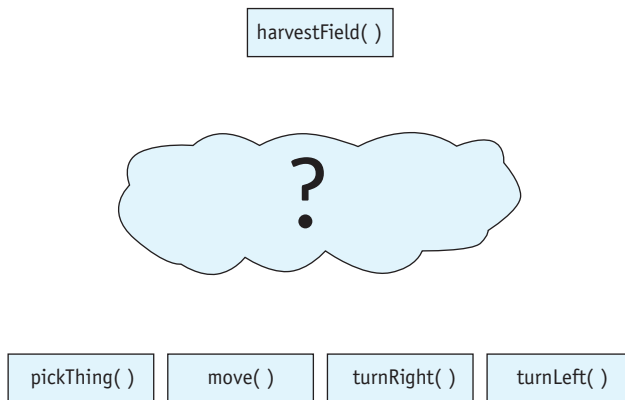 harvestField( )
?
pickThing( ) move( ) turnRight( ) turnLeft( )